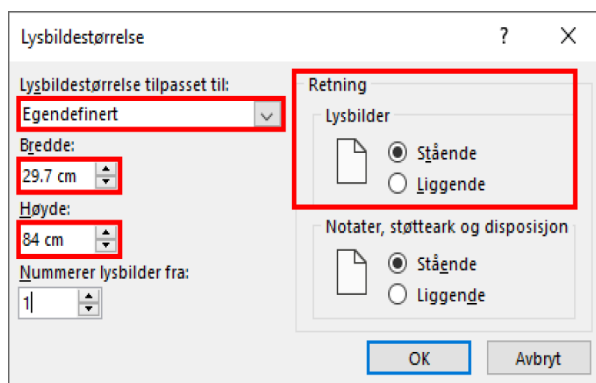 Lysbildestørrelse
?
Lysbildestørrelse tilpasset til:
Egendefinert
Bredde:
29.7 cm
Høyde:
84 cm
Nummerer lysbilder fra:
1
Retning
Lysbilder
Stående
Liggende
Notater, støtteark og disposisjon
Stående
Liggende
OK
Avbryt